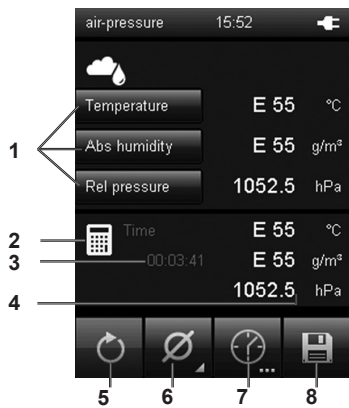 air-pressure 15:52
Temperature E 55 °C
1 Abs humidity E 55 g/m³
Rel pressure 1052.5 hPa
2 Time E 55 °C
3 00:03:41 E 55 g/m³
4 1052.5 hPa
5 6 7 8